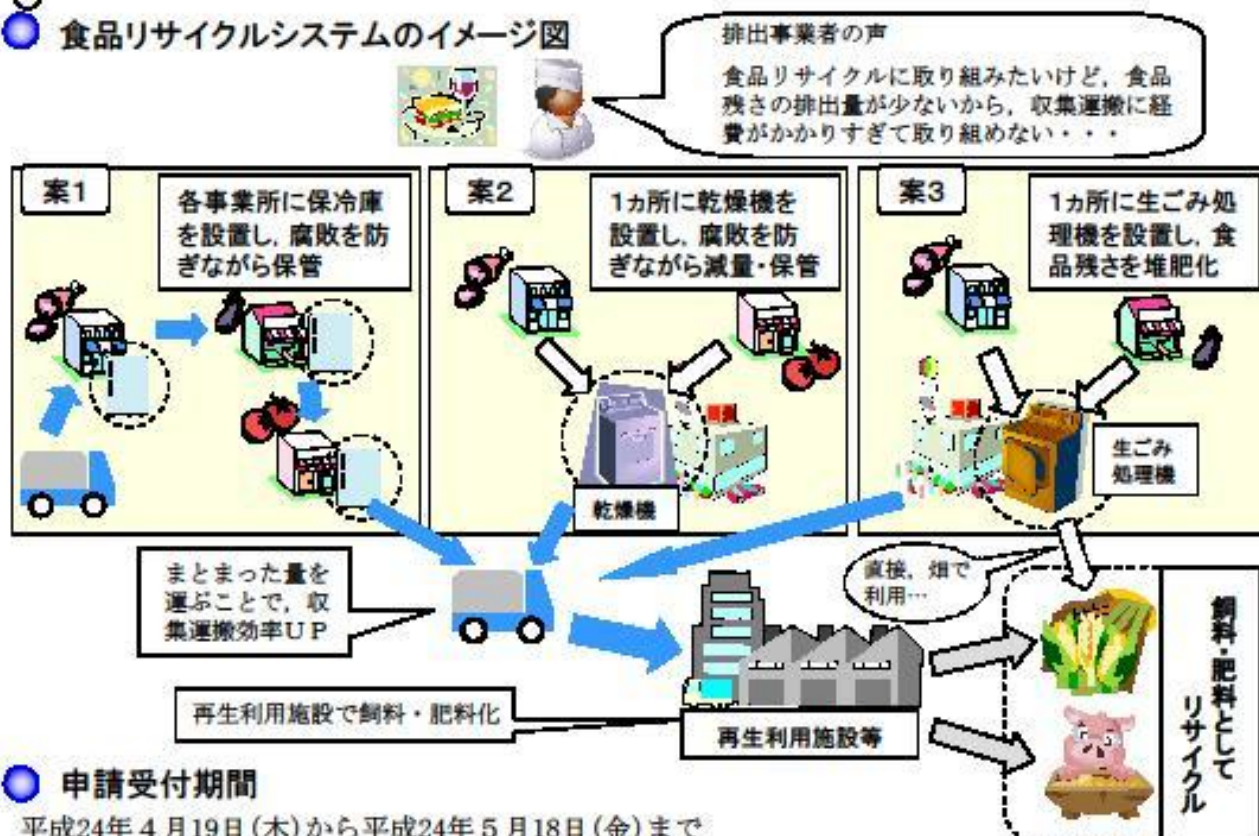 食品リサイクルシステムのイメージ図
排出事業者の声
食品リサイクルに取り組みたいけど，食品
残さの排出量が少ないから，収集運搬に経
費がかかりすぎて取り組めない・・・
案1
各事業所に保冷庫
を設置し，腐敗を防
ぎながら保管
案2
1ヵ所に乾燥機を
設置し，腐敗を防
ぎながら減量・保管
乾燥機
案3
1ヵ所に生ごみ処
理機を設置し，食
品残さを堆肥化
生ごみ
処理機
まとまった量を
運ぶことで，収
集運搬効率ＵＰ
直接，畑で
利用…
再生利用施設で飼料・肥料化
再生利用施設等
飼料・肥料として
リサイクル
申請受付期間
平成24年４月19日(木)から平成24年５月18日(金)まで